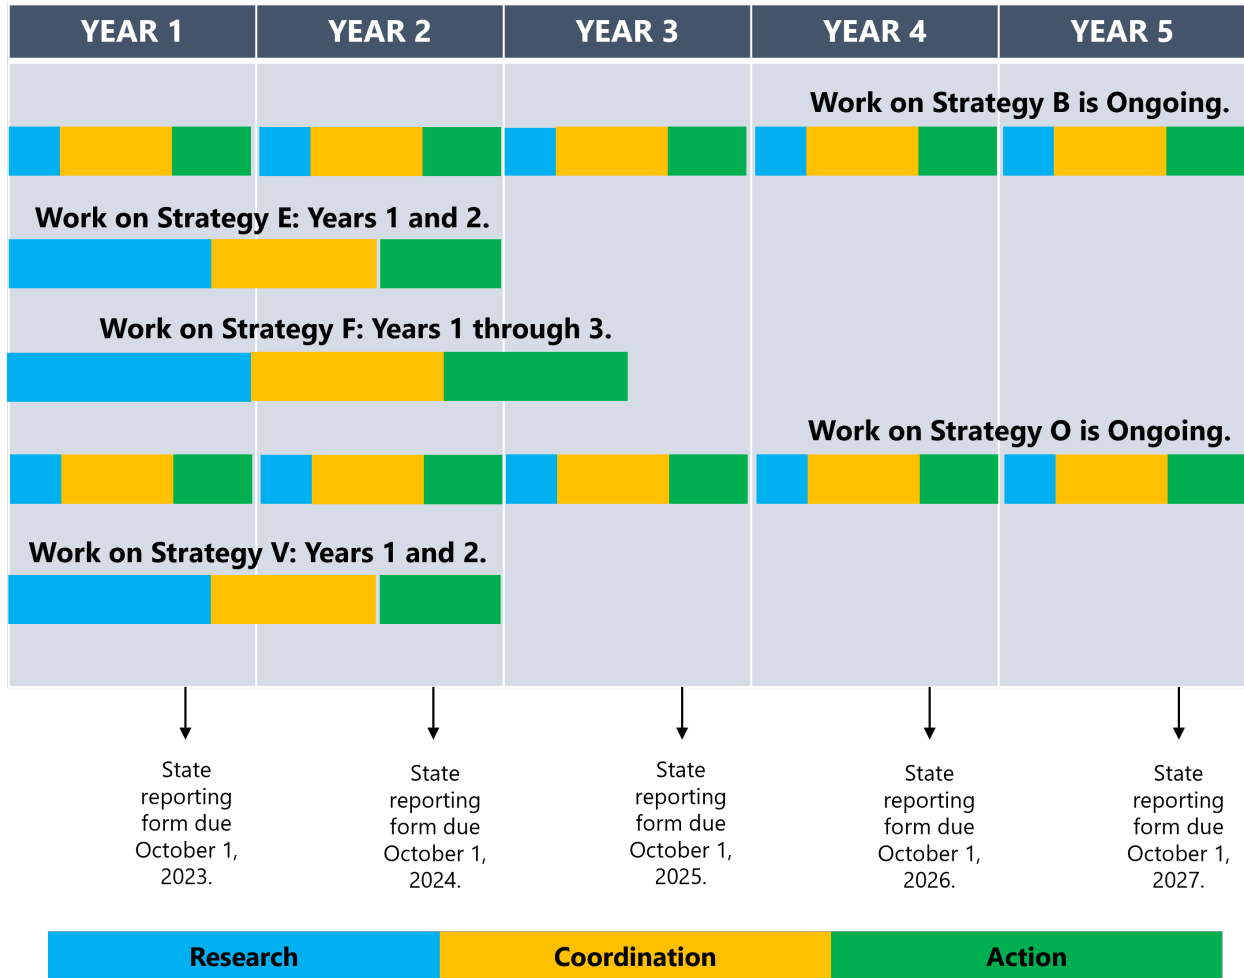 YEAR 1
YEAR 2
YEAR 3
YEAR 4
YEAR 5
Work on Strategy B is Ongoing.
Work on Strategy E: Years 1 and 2.
Work on Strategy F: Years 1 through 3.
Work on Strategy O is Ongoing.
Work on Strategy V: Years 1 and 2.
State
reporting
form due
October 1,
2023.
State
reporting
form due
October 1,
2024.
State
reporting
form due
October 1,
2025.
State
reporting
form due
October 1,
2026.
State
reporting
form due
October 1,
2027.
Research
Coordination
Action